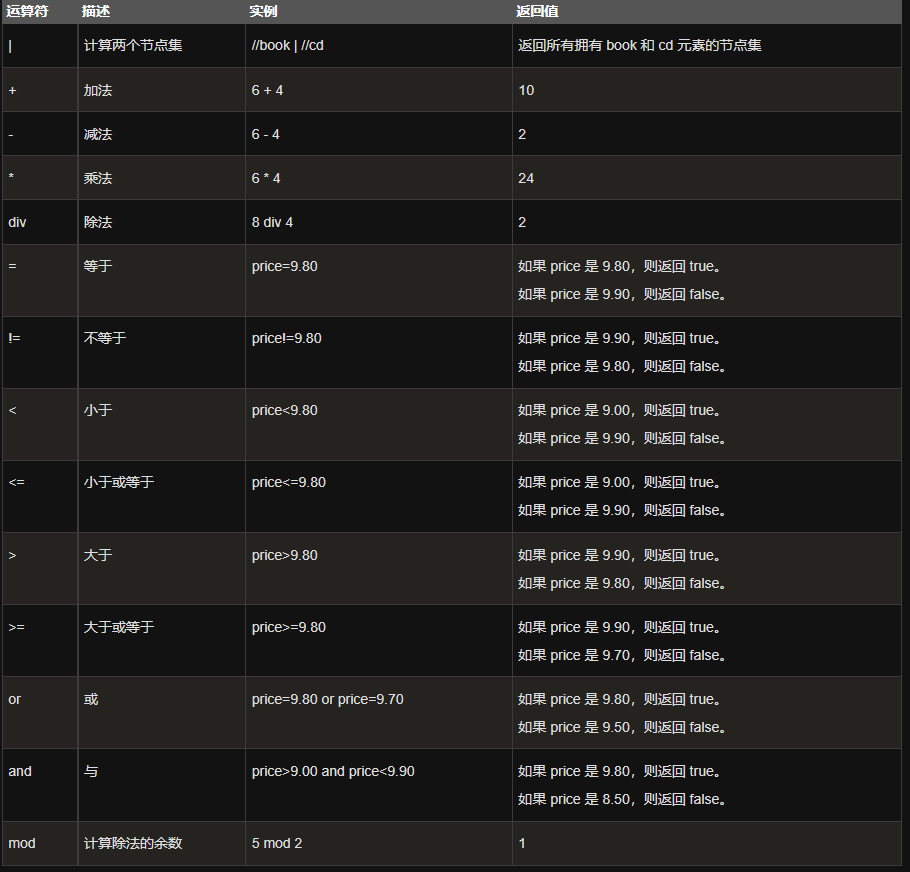 运算符 描述 实例 返回值
| 计算两个节点集 //book | //cd 返回所有拥有 book 和 cd 元素的节点集
+ 加法 6 + 4 10
- 减法 6 - 4 2
* 乘法 6 * 4 24
div 除法 8 div 4 2
= 等于 price=9.80 如果 price 是 9.80，则返回 true。
如果 price 是 9.90，则返回 false。
!= 不等于 price!=9.80 如果 price 是 9.90，则返回 true。
如果 price 是 9.80，则返回 false。
< 小于 price<9.80 如果 price 是 9.00，则返回 true。
如果 price 是 9.90，则返回 false。
<= 小于或等于 price<=9.80 如果 price 是 9.00，则返回 true。
如果 price 是 9.90，则返回 false。
> 大于 price>9.80 如果 price 是 9.90，则返回 true。
如果 price 是 9.80，则返回 false。
>= 大于或等于 price>=9.80 如果 price 是 9.90，则返回 true。
如果 price 是 9.70，则返回 false。
or 或 price=9.80 or price=9.70 如果 price 是 9.80，则返回 true。
如果 price 是 9.50，则返回 false。
and 与 price>9.00 and price<9.90 如果 price 是 9.80，则返回 true。
如果 price 是 8.50，则返回 false。
mod 计算除法的余数 5 mod 2 1